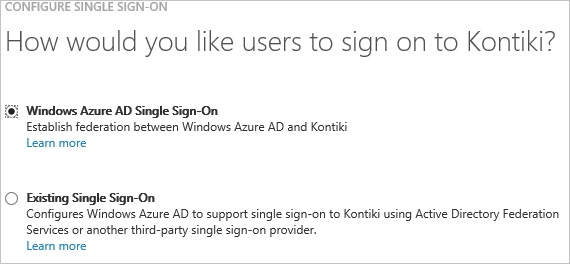 CONFIGURE SINGLE SIGN-ON
How would you like users to sign on to Kontiki?
Windows Azure AD Single Sign-On
Establish federation between Windows Azure AD and Kontiki
Learn more
Existing Single Sign-On
Configures Windows Azure AD to support single sign-on to Kontiki using Active Directory Federation
Services or another third-party single sign-on provider.
Learn more